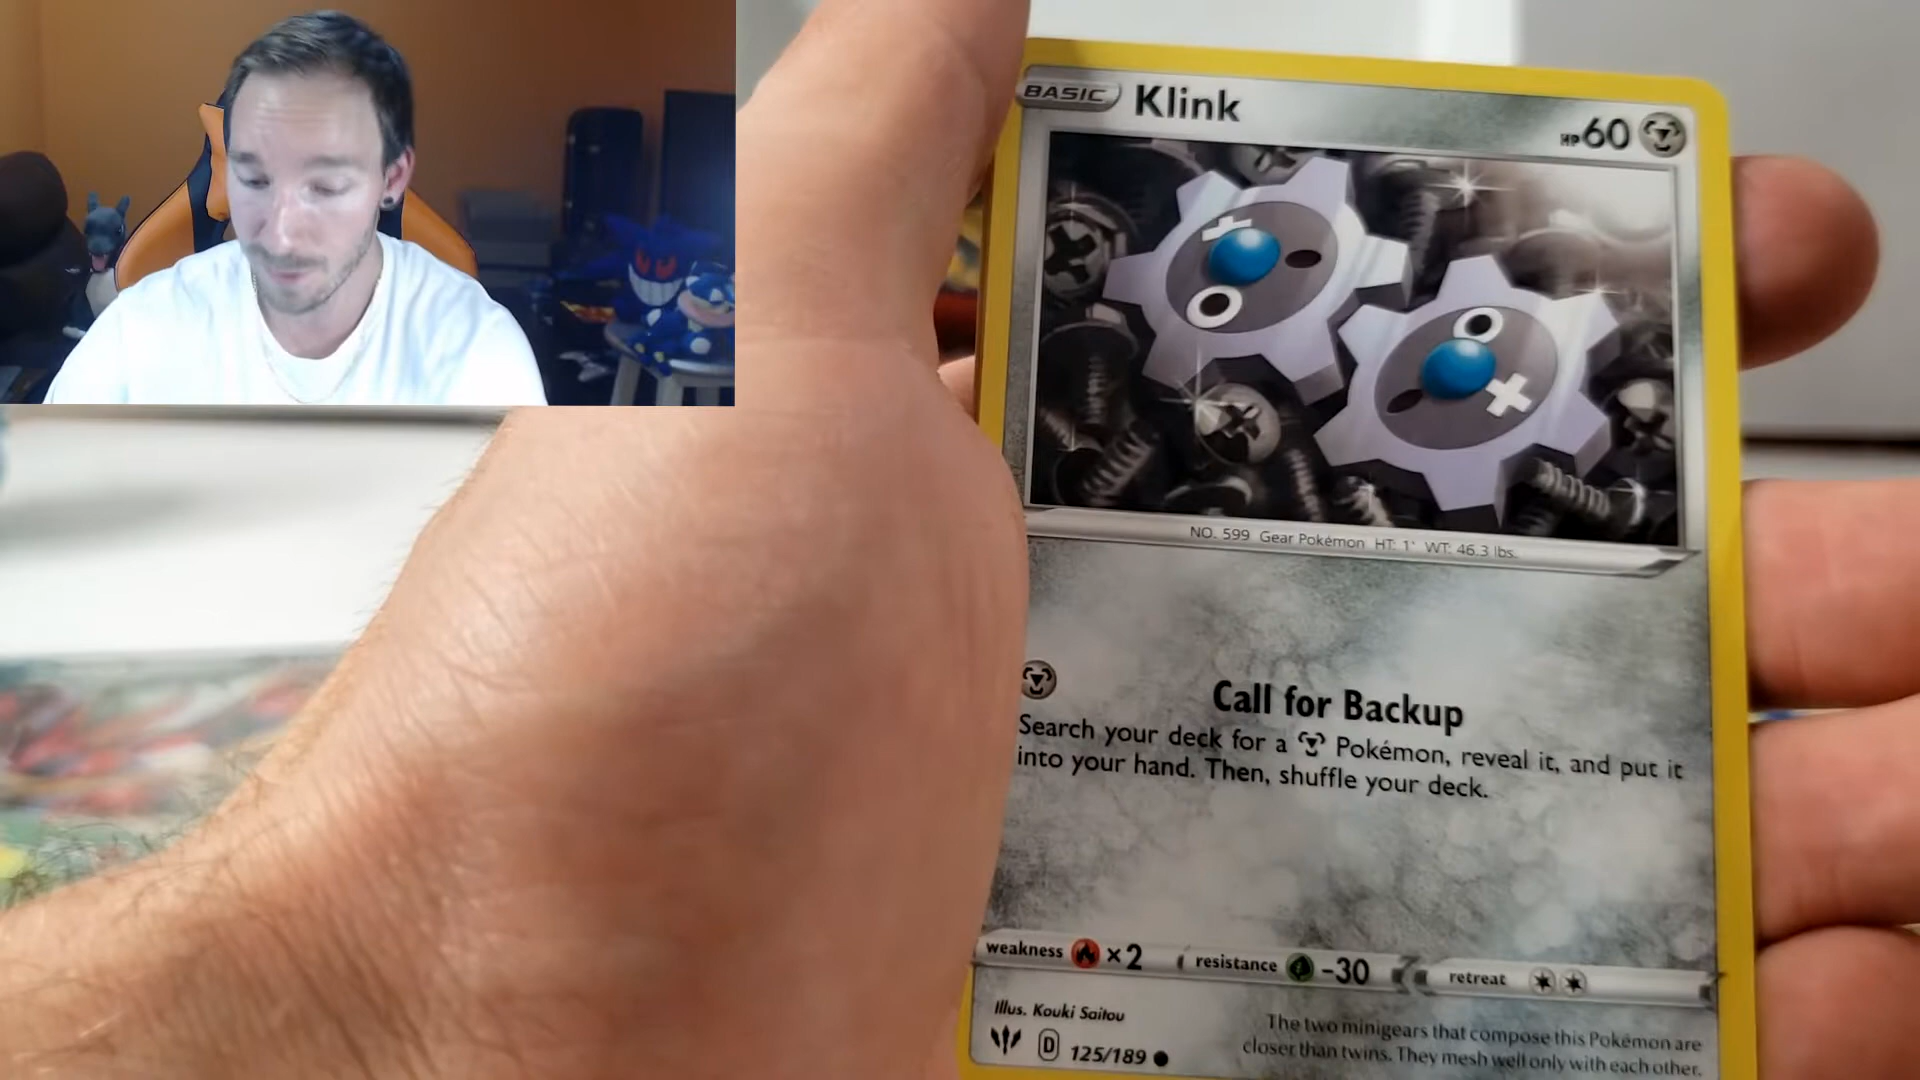 BASIC Klink HP60
NO. 599 Gear Pokémon HT: 1' WT: 46.3 lbs.
Call for Backup
Search your deck for a Pokémon, reveal it, and put it
into your hand. Then, shuffle your deck.
weakness ×2 resistance -30 retreat
Illus. Kouki Saitou
D 125/189
The two minigears that compose this Pokémon are
closer than twins. They mesh well only with each other.